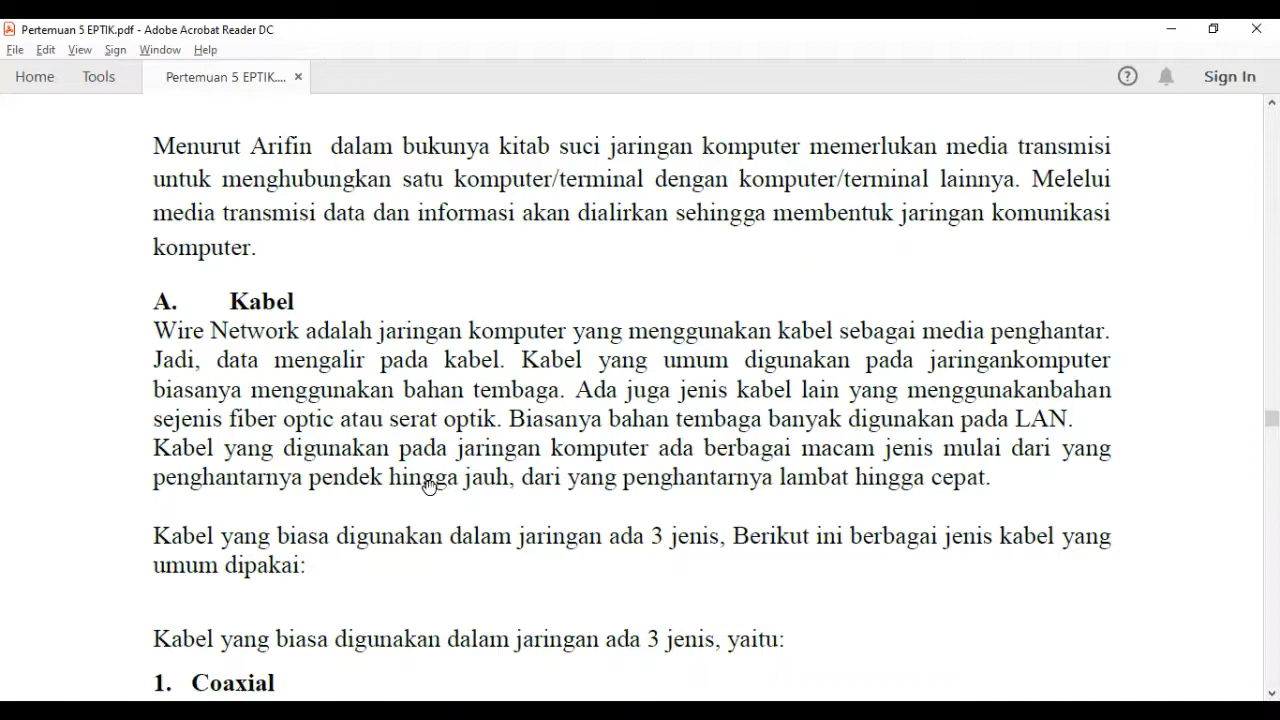 Pertemuan 5 EPTIK.pdf - Adobe Acrobat Reader DC
File Edit View Sign Window Help
Home Tools Pertemuan 5 EPTIK.... × ? Sign In
Menurut Arifin dalam bukunya kitab suci jaringan komputer memerlukan media transmisi
untuk menghubungkan satu komputer/terminal dengan komputer/terminal lainnya. Melelui
media transmisi data dan informasi akan dialirkan sehingga membentuk jaringan komunikasi
komputer.
A. Kabel
Wire Network adalah jaringan komputer yang menggunakan kabel sebagai media penghantar.
Jadi, data mengalir pada kabel. Kabel yang umum digunakan pada jaringankomputer
biasanya menggunakan bahan tembaga. Ada juga jenis kabel lain yang menggunakanbahan
sejenis fiber optic atau serat optik. Biasanya bahan tembaga banyak digunakan pada LAN.
Kabel yang digunakan pada jaringan komputer ada berbagai macam jenis mulai dari yang
penghantarnya pendek hingga jauh, dari yang penghantarnya lambat hingga cepat.
Kabel yang biasa digunakan dalam jaringan ada 3 jenis, Berikut ini berbagai jenis kabel yang
umum dipakai:
Kabel yang biasa digunakan dalam jaringan ada 3 jenis, yaitu:
1. Coaxial